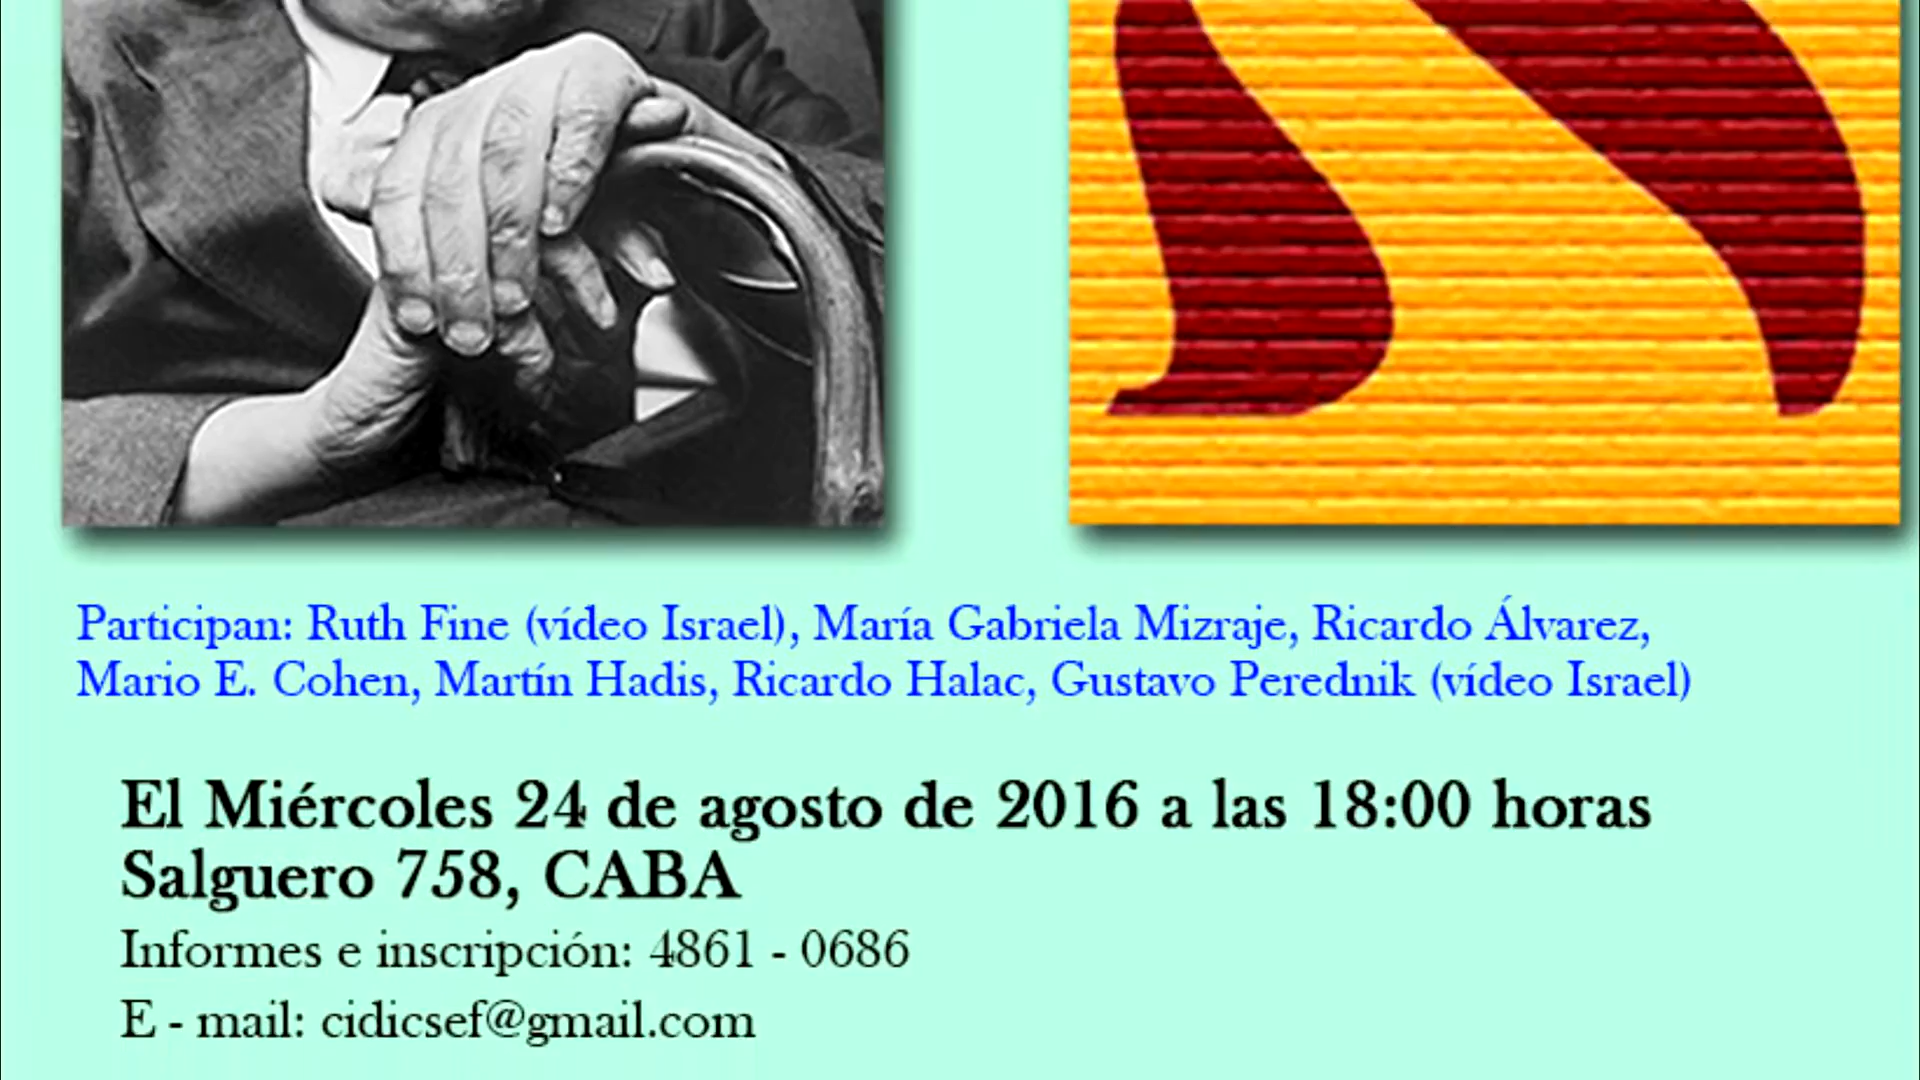 Participan: Ruth Fine (vídeo Israel), María Gabriela Mizraje, Ricardo Álvarez,
Mario E. Cohen, Martín Hadis, Ricardo Halac, Gustavo Perednik (vídeo Israel)
El Miércoles 24 de agosto de 2016 a las 18:00 horas
Salguero 758, CABA
Informes e inscripción: 4861 - 0686
E - mail: cidicsef@gmail.com